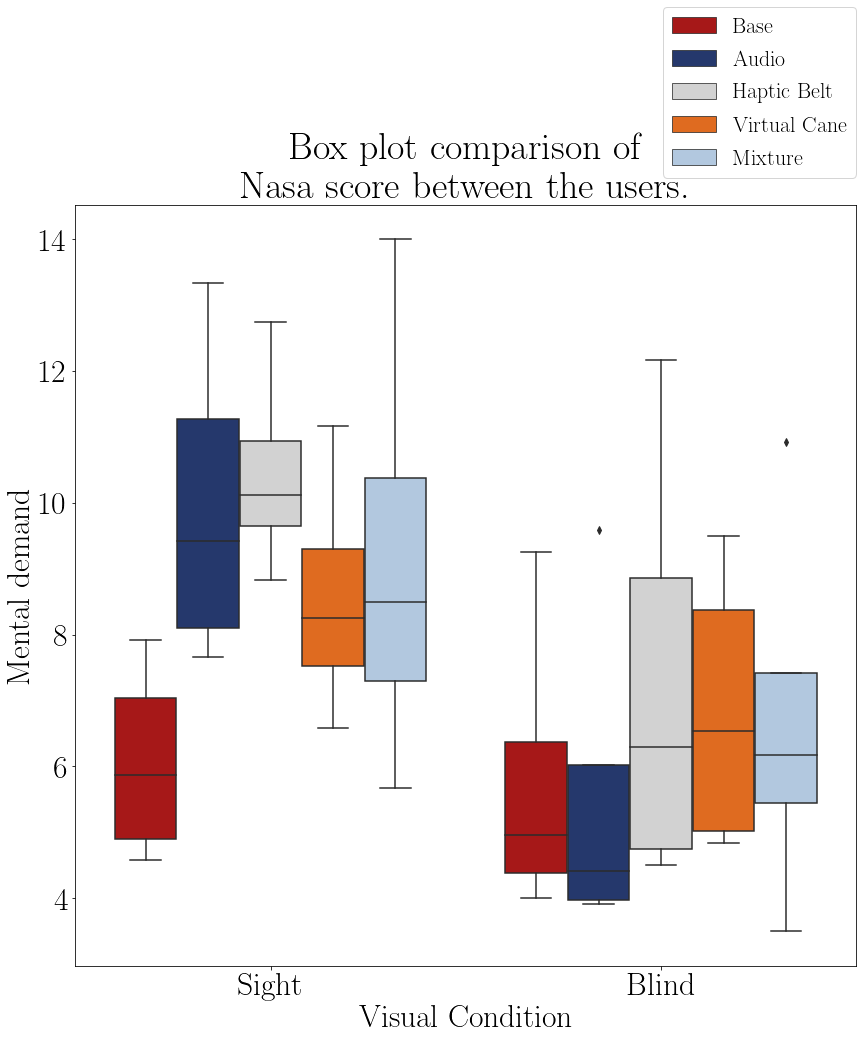 Base
Audio
Haptic Belt
Virtual Cane
Mixture
Box plot comparison of
Nasa score between the users.
14
12
10
8
6
4
Mental demand
Sight
Blind
Visual Condition